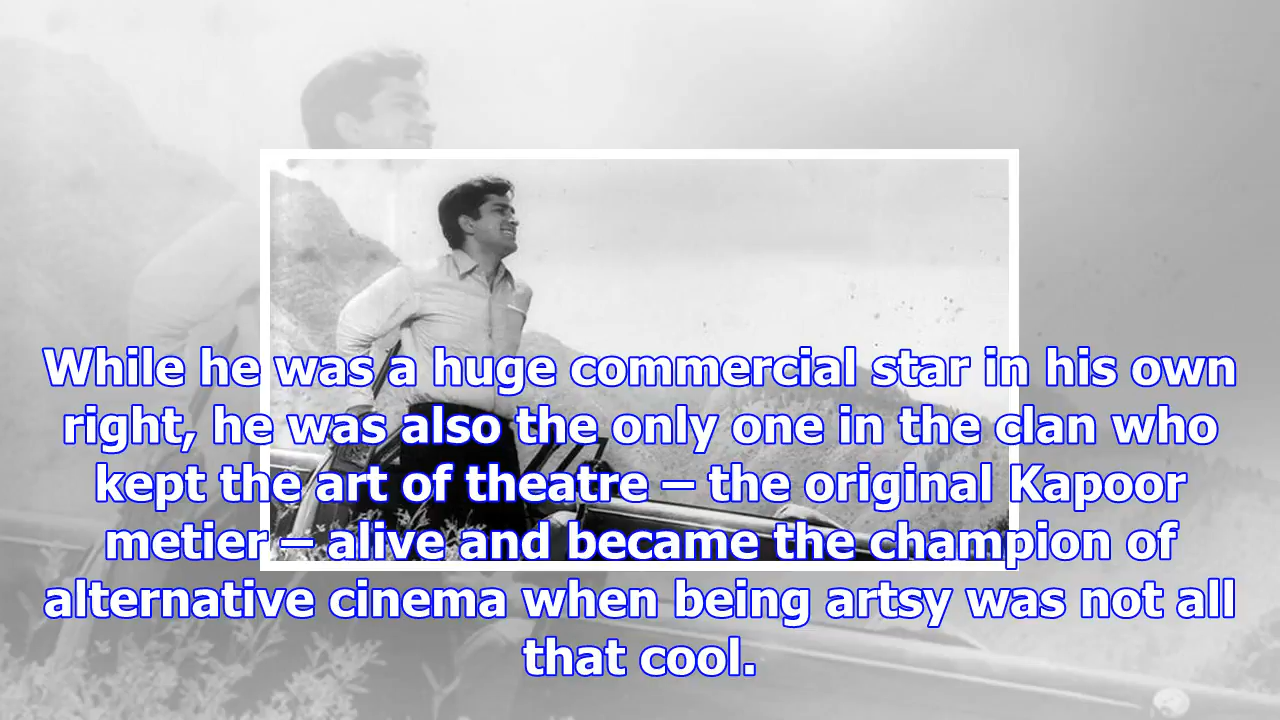 While he was a huge commercial star in his own
right, he was also the only one in the clan who
kept the art of theatre – the original Kapoor
metier – alive and became the champion of
alternative cinema when being artsy was not all
that cool.